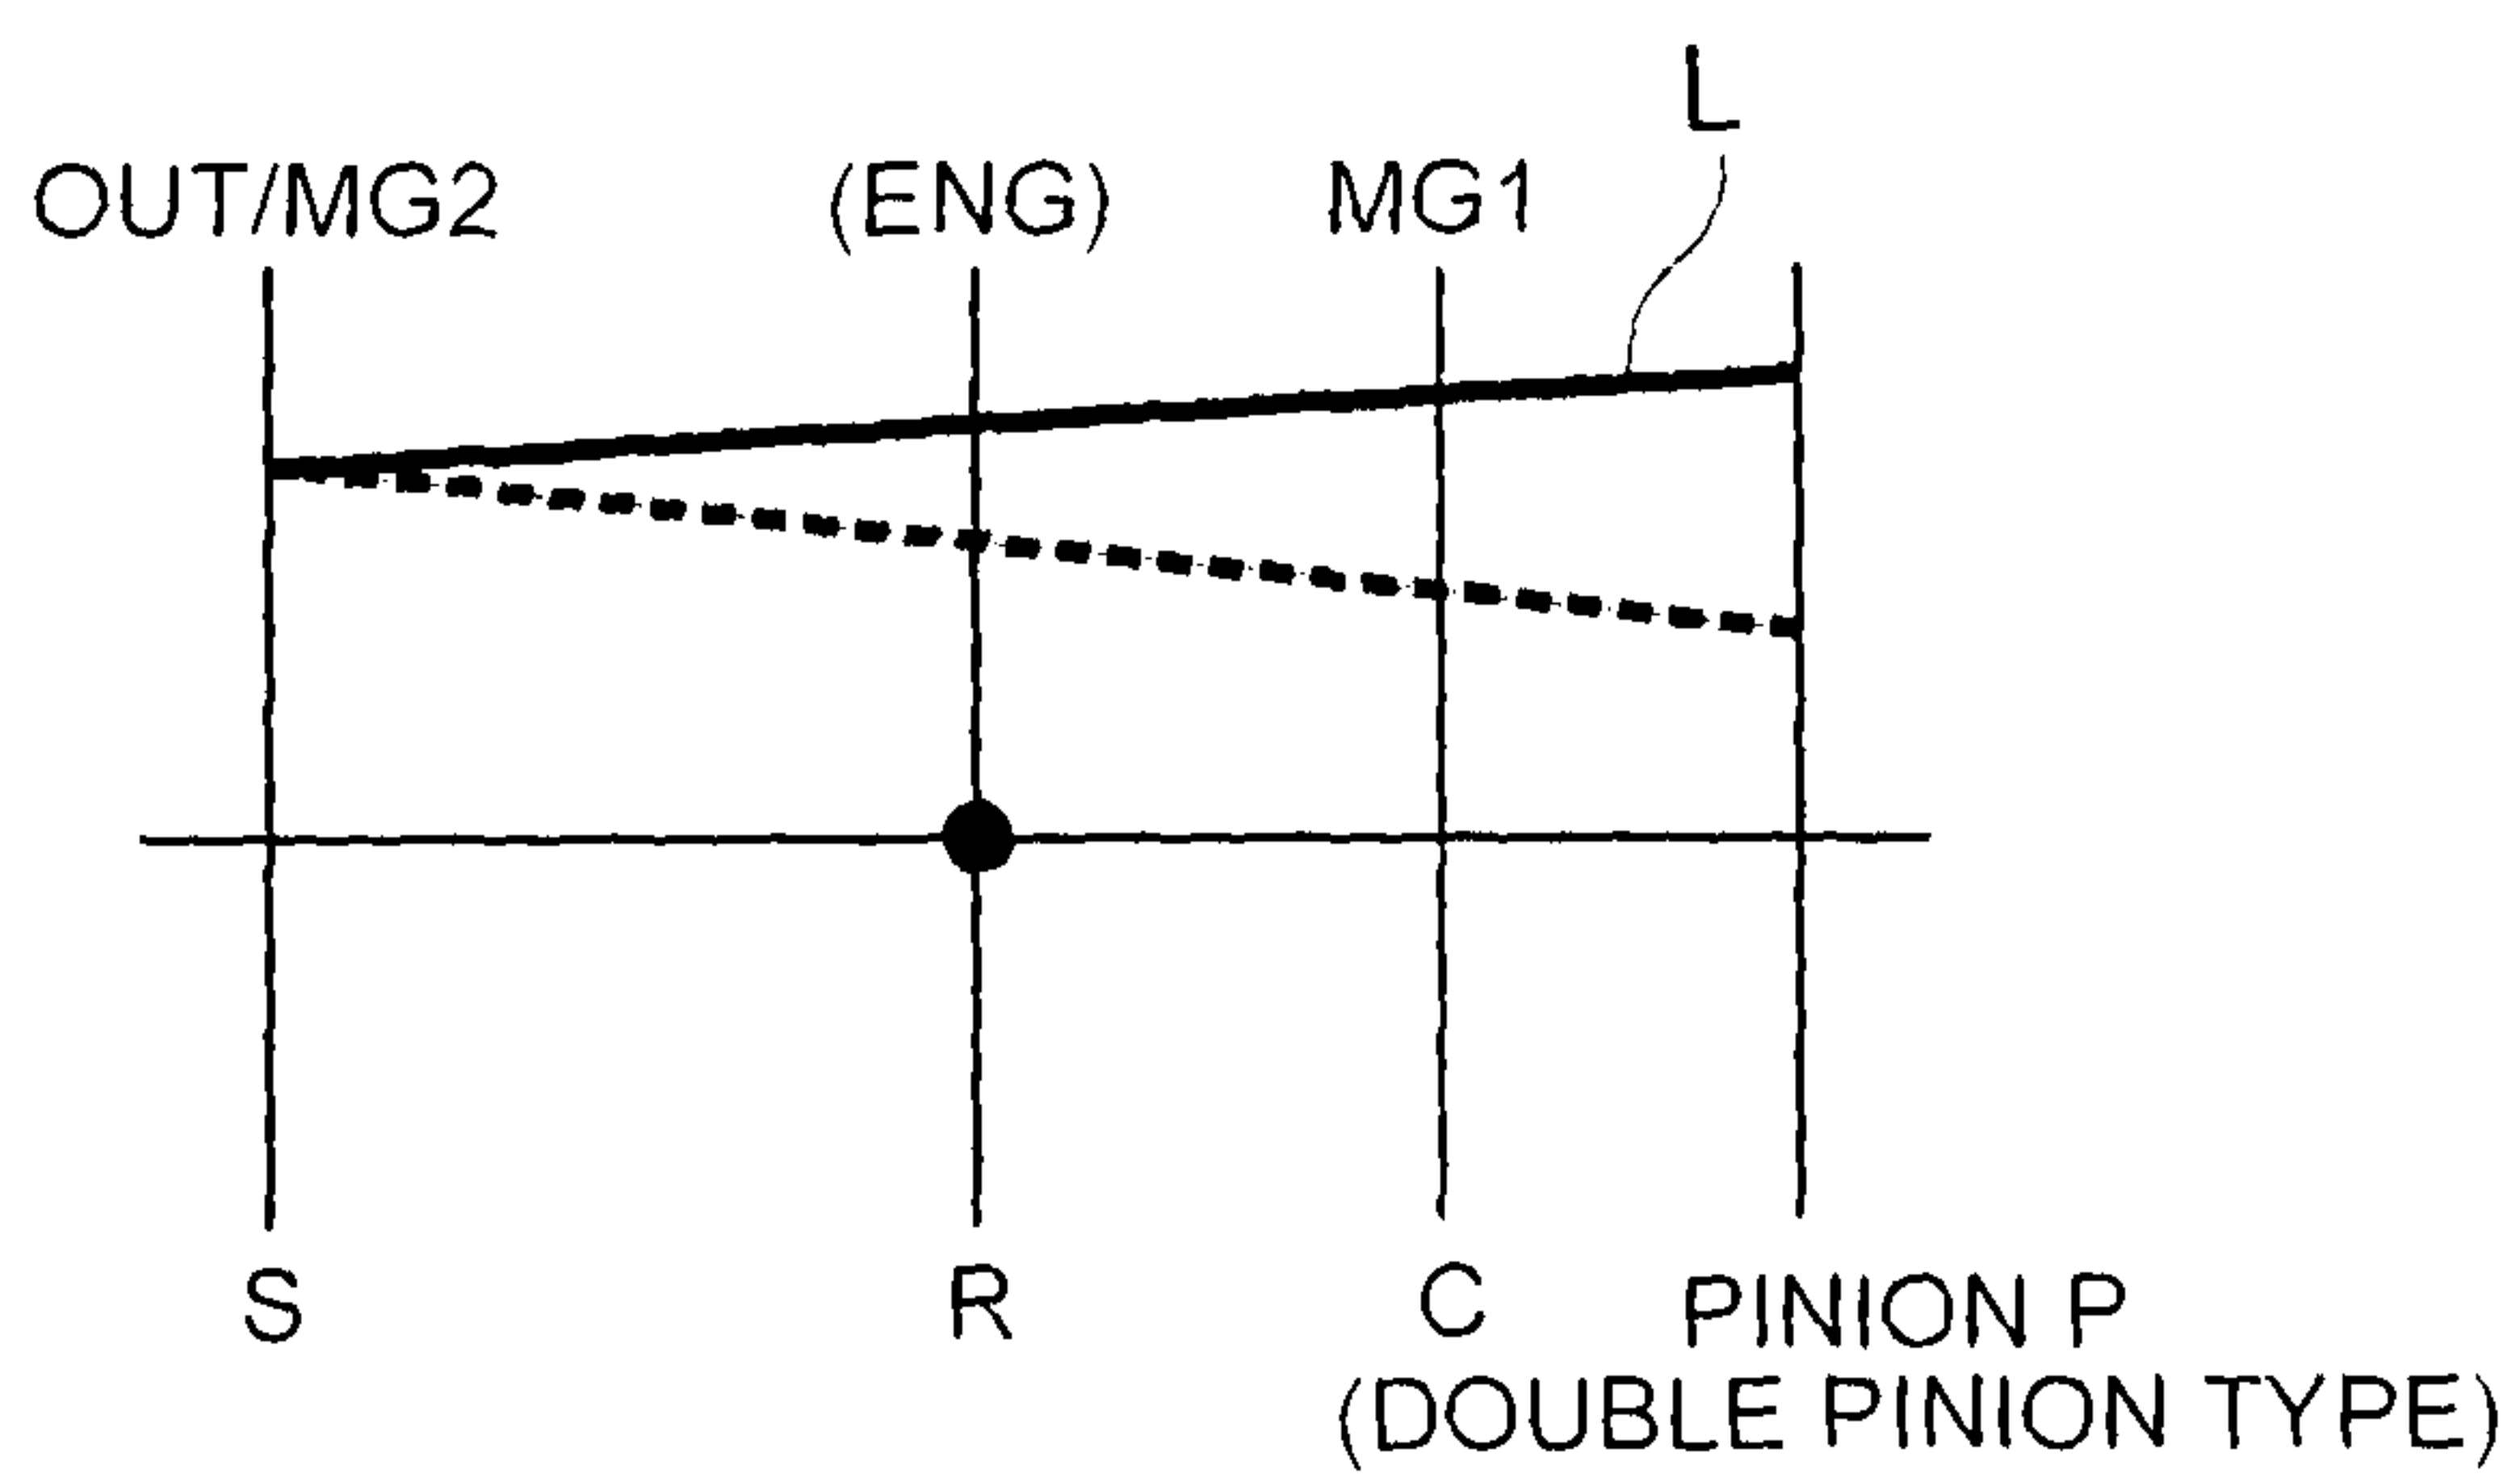 L
OUT/MG2 (ENG) MG1
S R C PINION P
(DOUBLE PINION TYPE)